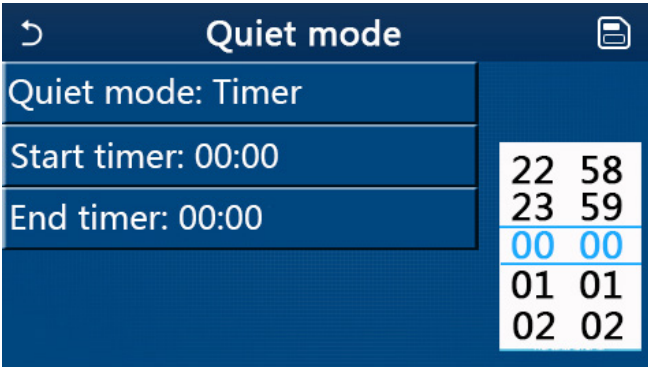 Quiet mode
Quiet mode: Timer
Start timer: 00:00
End timer: 00:00
22 58
23 59
00 00
01 01
02 02